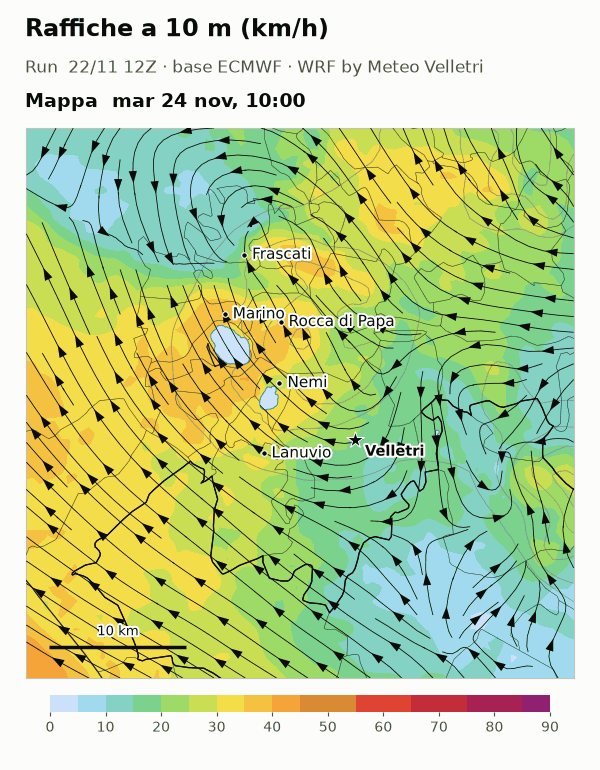 Raffiche a 10 m (km/h)
Run  22/11 12Z · base ECMWF · WRF by Meteo Velletri
Mappa  mar 24 nov, 10:00
Frascati
Marino
Rocca di Papa
Nemi
Velletri
Lanuvio
10 km
0 10 20 30 40 50 60 70 80 90